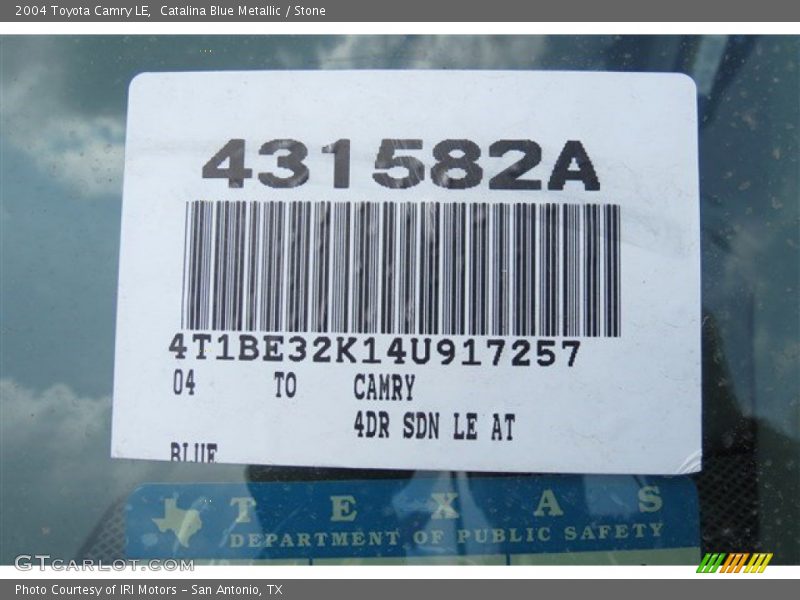 2004 Toyota Camry LE,  Catalina Blue Metallic / Stone
431582A
4T1BE32K14U917257
04 TO CAMRY
4DR SDN LE AT
BLUE
TEXAS
DEPARTMENT OF PUBLIC SAFETY
GTCARLOT.COM
Photo Courtesy of IRI Motors - San Antonio, TX